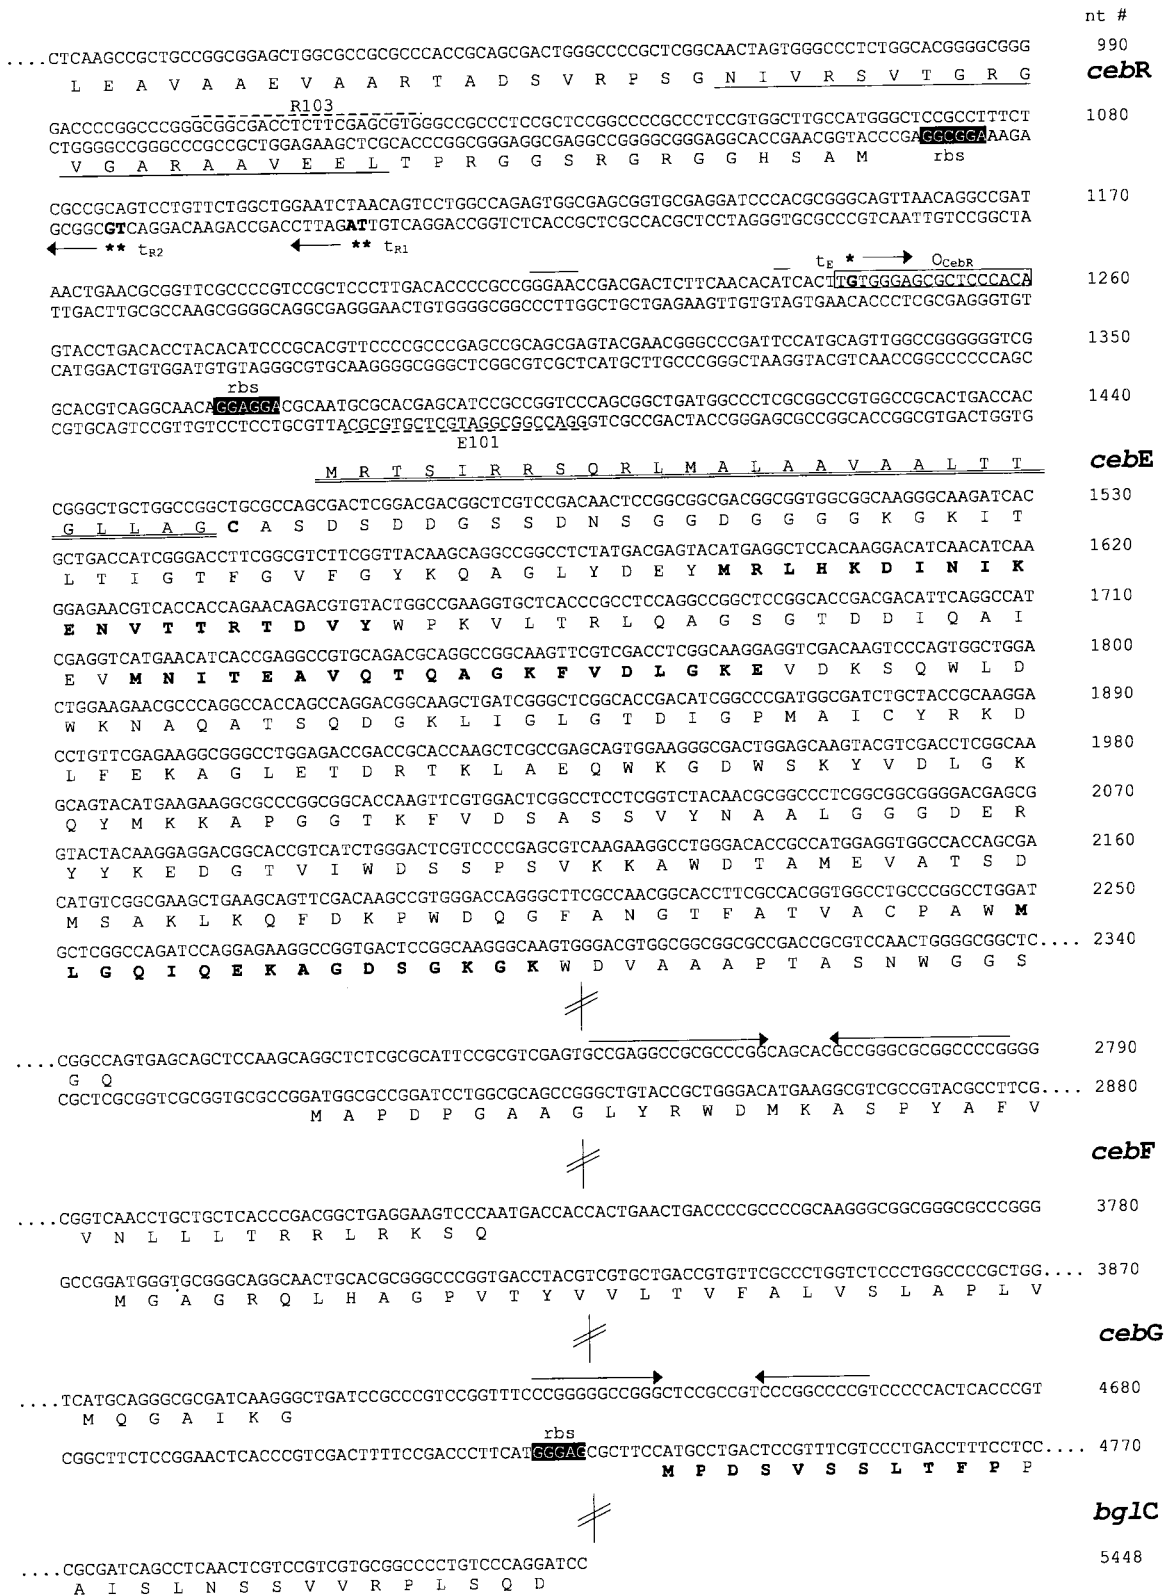 nt #
....CTCAAGCCGCTGCCGGCGGAGCTGGCGCCGCGCGCCCACCGCAGCGACTGGGCCCCGCTCGGCAACTAGTGGGCCCTCTGGCACGGGGCGGG 990
L E A V A A E V A A R T A D S V R P S G N I V R S V T G R G cebR
R103
GACCCCGGCCCGGGCGGCGACCTCTTCGAGCGTGGGCCGCCCTCCGCTCCGGCCCCGCCCCTCCGTGGCTTGCCATGGGCTCCGCCTTTCT 1080
CTGGGGCCGGGCCCGCCGCTGGAGAAGCTCGCACCCGGCGGGAGGCGAGGCCGGGGCGGGAGGCACCGAACGGTACCCGAGGCGGAAAGA
V G A R A A V E E L T P R G G S R G R G G H S A M rbs
CGCCGCAGTCCTGTTCTGGCTGGAATCTAACAGTCCTGGCCAGAGTGGCGAGCGGTGCGAGGATCCCACGCGGGCAGTTAACAGGCCGAT 1170
GCGGCGTCAGGACAAGACCGACCTTAGATTGTCAGGACCGGTCTCACCGCTCGCCACGCTCCTAGGGTGCGCCCGTCAATTGTCCGGCTA
** tR2 ** tR1
tE * OCebR
AACTGAACGCGGTTCGCCCCGTCCGCTCCCTTGACACCCCGCCGGGAACCGACGACTCTTCAACACATCACTTGTGGGAGCGCTCCCACA 1260
TTGACTTGCGCCAAGCGGGGCAGGCGAGGGAACTGTGGGGCGGCCCTTGGCTGCTGAGAAGTTGTGTAGTGAACACCCTCGCGAGGGTGT
GTACCTGACACCTACACATCCCGCACGTTCCCCGCCCGAGCCGCAGCGAGTACGAACGGGCCCGATTCCATGCAGTTGGCCGGGGGGTCG 1350
CATGGACTGTGGATGTGTAGGGCGTGCAAGGGGCGGGCTCGGCGTCGCTCATGCTTGCCCGGGCTAAGGTACGTCAACCGGCCCCCCAGC
rbs
GCACGTCAGGCAACAGGAGGACGCAATGCGCACGAGCATCCGCCGGTCCCAGCGGCTGATGGCCCTCGCGGCCGTGGCCGCACTGACCAC 1440
CGTGCAGTCCGTTGTCCTCCTGCGTTACGCGTGCTCGTAGGCGGCCAGGGTCGCCGACTACCGGGAGCGCCGGCACCGGCGTGACTGGTG
E101
M R T S I R R S Q R L M A L A A V A A L T T cebE
CGGGCTGCTGGCCGGCTGCGCCAGCGACTCGGACGACGGCTCGTCCGACAACTCCGGCGGCGACGGCGGTGGCGGCAAGGGCAAGATCAC 1530
G L L A G C A S D S D D G S S D N S G G D G G G G K G K I T
GCTGACCATCGGGACCTTCGGCGTCTTCGGTTACAAGCAGGCCGGCCTCTATGACGAGTACATGAGGCTCCACAAGGACATCAACATCAA 1620
L T I G T F G V F G Y K Q A G L Y D E Y M R L H K D I N I K
GGAGAACGTCACCACCAGAACAGACGTGTACTGGCCGAAGGTGCTCACCCGCCTCCAGGCCGGCTCCGGCACCGACGACATTCAGGCCAT 1710
E N V T T R T D V Y W P K V L T R L Q A G S G T D D I Q A I
CGAGGTCATGAACATCACCGAGGCCGTGCAGACGCAGGCCGGCAAGTTCGTCGACCTCGGCAAGGAGGTCGACAAGTCCCAGTGGCTGGA 1800
E V M N I T E A V Q T Q A G K F V D L G K E V D K S Q W L D
CTGGAAGAACGCCCAGGCCACCAGCCAGGACGGCAAGCTGATCGGGCTCGGCACCGACATCGGCCCGATGGCGATCTGCTACCGCAAGGA 1890
W K N A Q A T S Q D G K L I G L G T D I G P M A I C Y R K D
CCTGTTCGAGAAGGCGGGCCTGGAGACCGACCGCACCAAGCTCGCCGAGCAGTGGAAGGGCGACTGGAGCAAGTACGTCGACCTCGGCAA 1980
L F E K A G L E T D R T K L A E Q W K G D W S K Y V D L G K
GCAGTACATGAAGAAGGCGCCCGGCGGCACCAAGTTCGTGGACTCGGCCTCCTCGGTCTACAACGCGGCCCTCGGCGGCGGGGACGAGCG 2070
Q Y M K K A P G G T K F V D S A S S V Y N A A L G G G D E R
GTACTACAAGGAGGACGGCACCGTCATCTGGGACTCGTCCCCGAGCGTCAAGAAGGCCTGGGACACCGCCATGGAGGTGGCCACCAGCGA 2160
Y Y K E D G T V I W D S S P S V K K A W D T A M E V A T S D
CATGTCGGCGAAGCTGAAGCAGTTCGACAAGCCGTGGGACCAGGGCTTCGCCAACGGCACCTTCGCCACGGTGGCCTGCCCGGCCTGGAT 2250
M S A K L K Q F D K P W D Q G F A N G T F A T V A C P A W M
GCTCGGCCAGATCCAGGAGAAGGCCGGTGACTCCGGCAAGGGCAAGTGGGACGTGGCGGCGGCGCCGACCGCGTCCAACTGGGGCGGCTC.... 2340
L G Q I Q E K A G D S G K G K W D V A A A P T A S N W G G S
....CGGCCAGTGAGCAGCTCCAAGCAGGCTCTCGCGCATTCCGCGTCGAGTGCCGAGGCCGCGCCCGGCAGCACGCCGGGCGCGGCCCCGGGG 2790
G Q
CGCTCGCGGTCGCGGTGCGCCGGATGGCGCCGGATCCTGGCGCAGCCGGGCTGTACCGCTGGGACATGAAGGCGTCGCCGTACGCCTTCG.... 2880
M A P D P G A A G L Y R W D M K A S P Y A F V
cebF
....CGGTCAACCTGCTGCTCACCCGACGGCTGAGGAAGTCCCAATGACCACCACTGAACTGACCCCGCCCCGCAAGGGCGGCGGGCGCCCGGG 3780
V N L L L T R R L R K S Q
GCCGGATGGGTGCGGGCAGGCAACTGCACGCGGGCCCGGTGACCTACGTCGTGCTGACCGTGTTCGCCCTGGTCTCCCTGGCCCCGCTGG.... 3870
M G A G R Q L H A G P V T Y V V L T V F A L V S L A P L V
cebG
....TCATGCAGGGCGCGATCAAGGGCTGATCCGCCCGTCCGGTTTCCCGGGGGCCGGGCTCCGCCGTCCCGGCCCCGTCCCCCACTCACCCGT 4680
M Q G A I K G
rbs
CGGCTTCTCCGGAACTCACCCGTCGACTTTTCCGACCCTTCATGGGAGCGCTTCCATGCCTGACTCCGTTTCGTCCCTGACCTTTCCTCC.... 4770
M P D S V S S L T F P P
bglC
....CGCGATCAGCCTCAACTCGTCCGTCGTGCGGCCCCTGTCCCAGGATCC 5448
A I S L N S S V V R P L S Q D